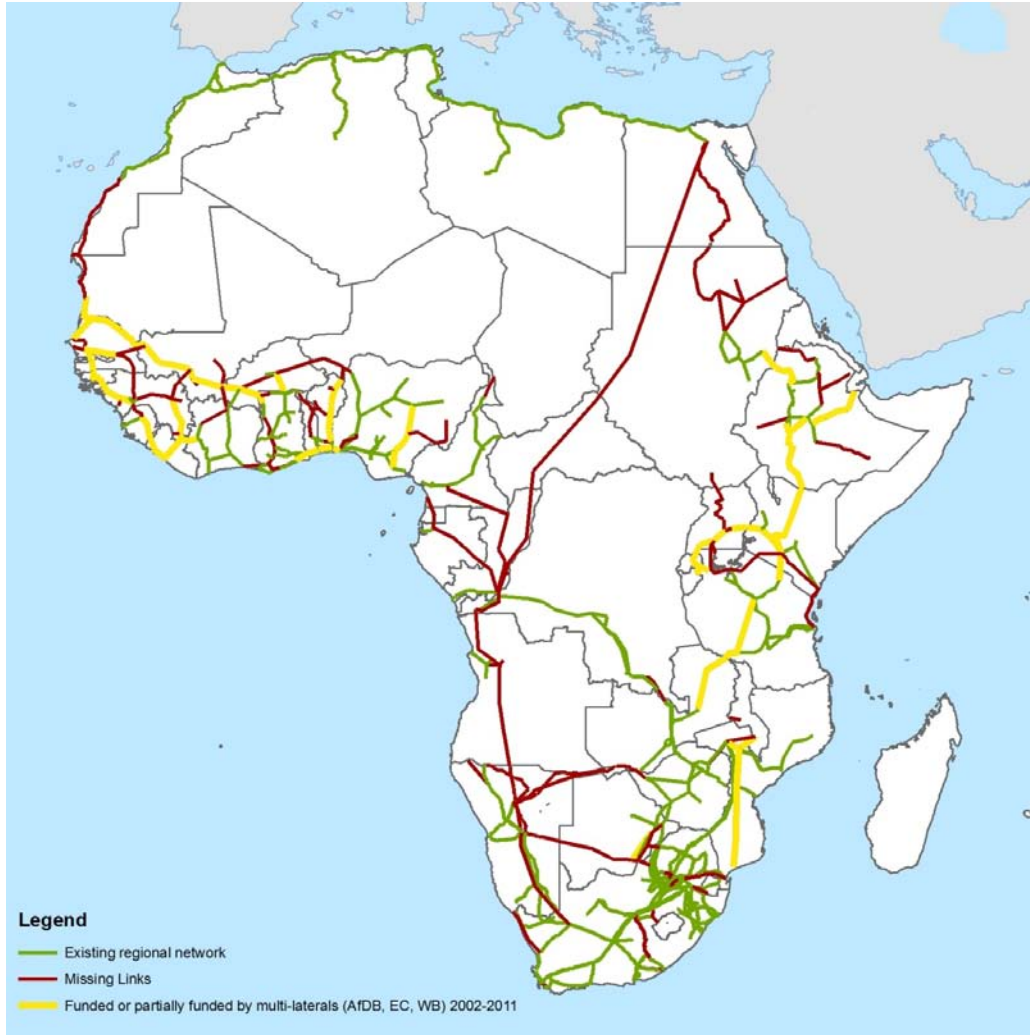 Legend
Existing regional network
Missing Links
Funded or partially funded by multi-laterals (AfDB, EC, WB) 2002-2011